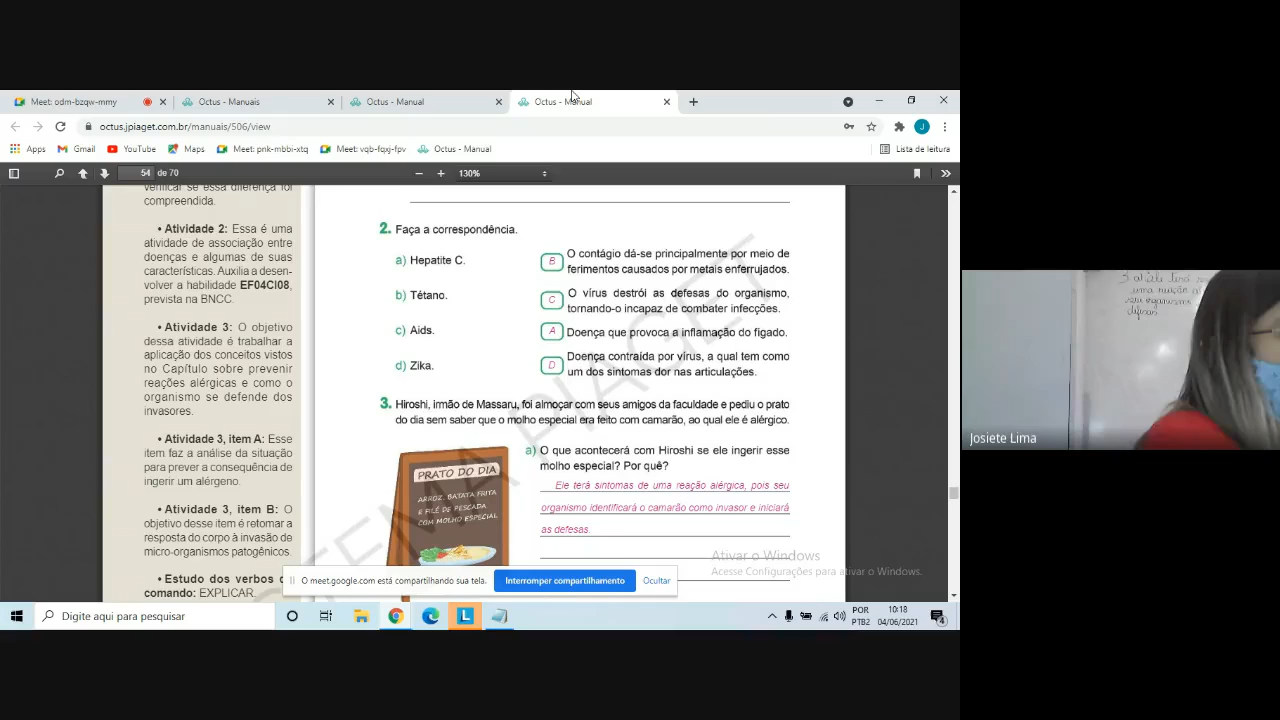 Meet: odm-bzqw-mmy
Octus - Manuais
Octus - Manual
Octus - Manual
octus.jpiaget.com.br/manuais/506/view
Apps
Gmail
YouTube
Maps
Meet: pnk-mbbi-xtq
Meet: vqb-fqxj-fpv
Octus - Manual
Lista de leitura
54 de 70
130%
verificar se essa diferença foi
compreendida.
• Atividade 2: Essa é uma
atividade de associação entre
doenças e algumas de suas
características. Auxilia a desen-
volver a habilidade EF04CI08,
prevista na BNCC.
• Atividade 3: O objetivo
dessa atividade é trabalhar a
aplicação dos conceitos vistos
no Capítulo sobre prevenir
reações alérgicas e como o
organismo se defende dos
invasores.
• Atividade 3, item A: Esse
item faz a análise da situação
para prever a consequência de
ingerir um alérgeno.
• Atividade 3, item B: O
objetivo desse item é retomar a
resposta do corpo à invasão de
micro-organismos patogênicos.
• Estudo dos verbos
comando: EXPLICAR.
2. Faça a correspondência.
a) Hepatite C.
b) Tétano.
c) Aids.
d) Zika.
B O contágio dá-se principalmente por meio de
ferimentos causados por metais enferrujados.
C O vírus destrói as defesas do organismo,
tornando-o incapaz de combater infecções.
A Doença que provoca a inflamação do fígado.
D Doença contraída por vírus, a qual tem como
um dos sintomas dor nas articulações.
3. Hiroshi, irmão de Massaru, foi almoçar com seus amigos da faculdade e pediu o prato
do dia sem saber que o molho especial era feito com camarão, ao qual ele é alérgico.
PRATO DO DIA
ARROZ, BATATA FRITA
E FILÉ DE PESCADA
COM MOLHO ESPECIAL
a) O que acontecerá com Hiroshi se ele ingerir esse
molho especial? Por quê?
Ele terá sintomas de uma reação alérgica, pois seu
organismo identificará o camarão como invasor e iniciará
as defesas.
EMA PIAGET
Ativar o Windows
Acesse Configurações para ativar o Windows.
O meet.google.com está compartilhando sua tela.
Interromper compartilhamento
Ocultar
Digite aqui para pesquisar
L
POR
PTB2
10:18
04/06/2021
4
J
uma reação
seu organismo
defesas
Josiete Lima